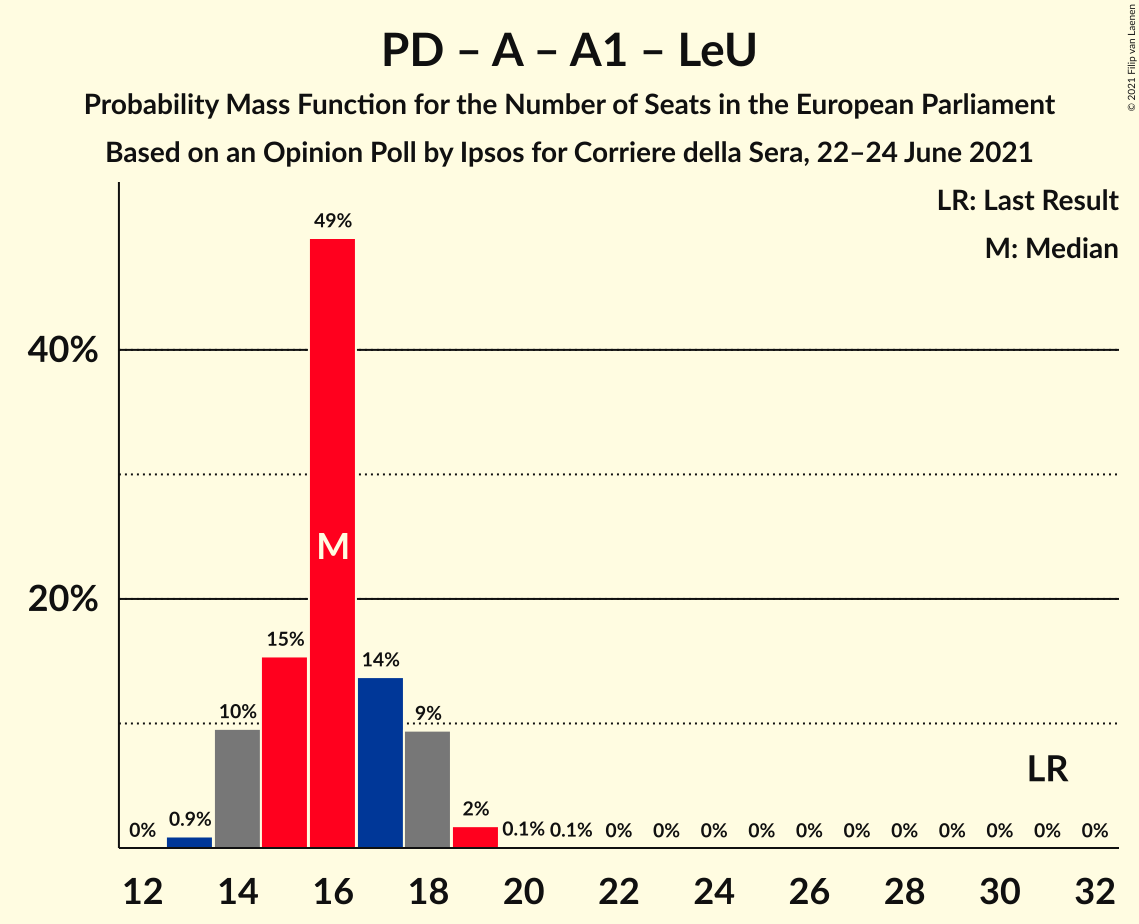 PD – A – A1 – LeU
Probability Mass Function for the Number of Seats in the European Parliament
Based on an Opinion Poll by Ipsos for Corriere della Sera, 22–24 June 2021
© 2021 Filip van Laenen
LR: Last Result
M: Median
49%
40%
M
20%
15%
14%
10%
9%
LR
0% 0.9% 2% 0.1% 0.1% 0% 0% 0% 0% 0% 0% 0% 0% 0% 0% 0%
12 14 16 18 20 22 24 26 28 30 32